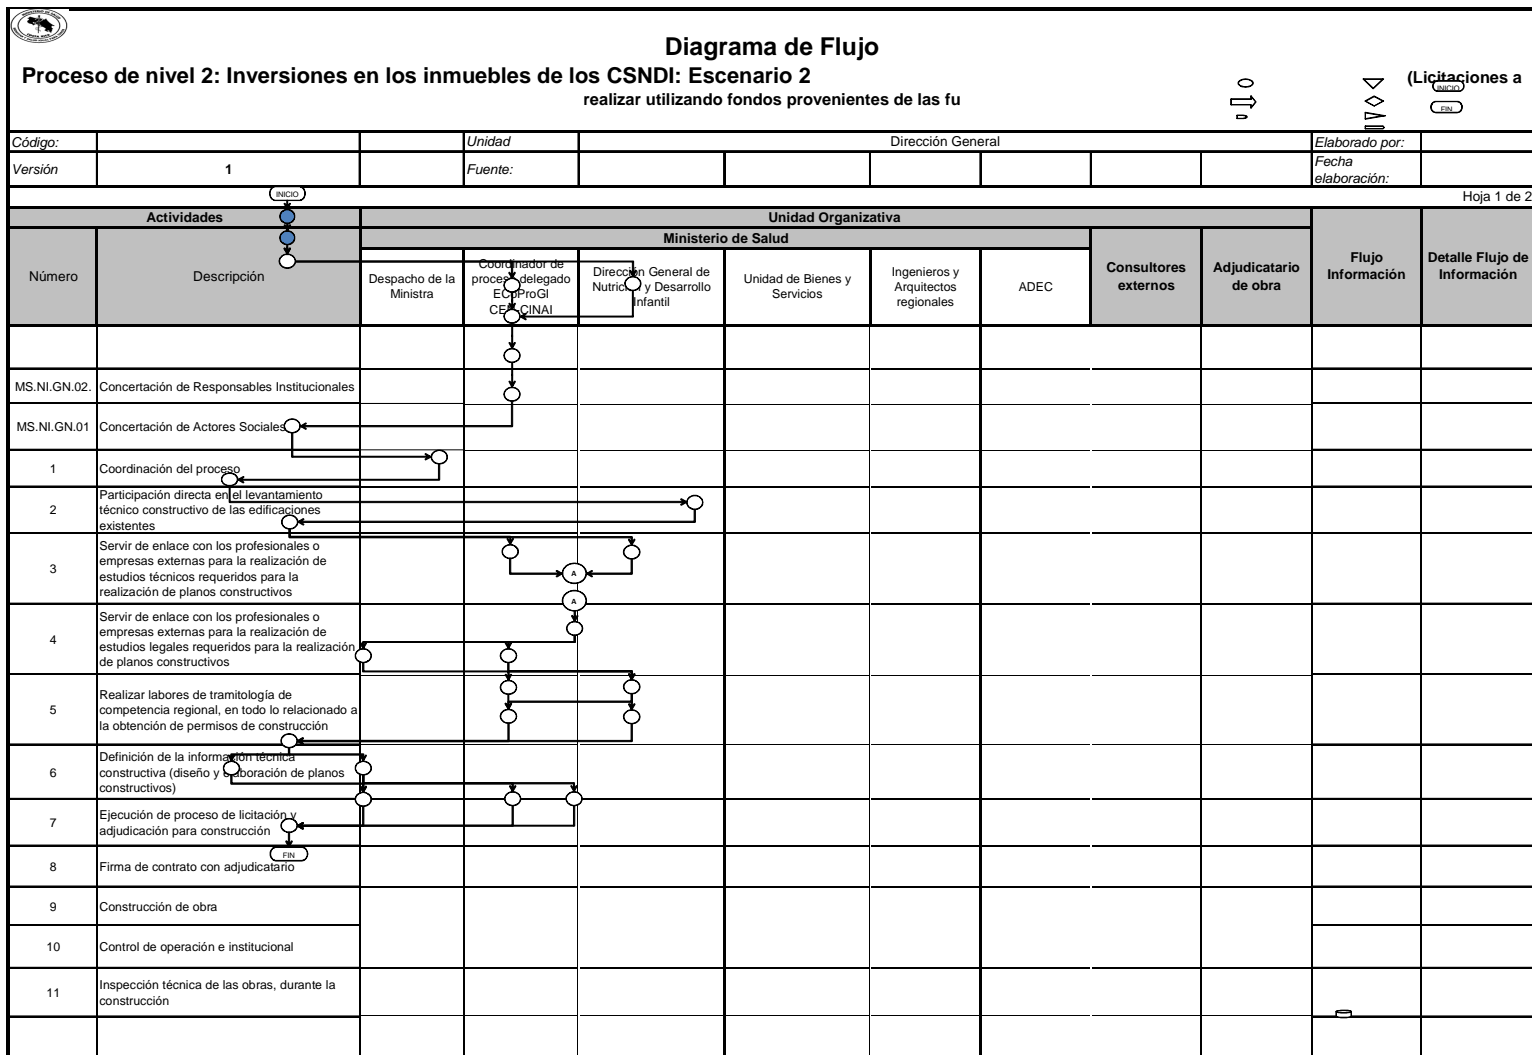 Diagrama de Flujo
Proceso de nivel 2: Inversiones en los inmuebles de los CSNDI: Escenario 2
(Licitaciones a
realizar utilizando fondos provenientes de las fu
INICIO
FIN
Código:
Unidad
Dirección General
Elaborado por:
Versión
1
Fuente:
Fecha
elaboración:
INICIO
Hoja 1 de 2
Actividades
Unidad Organizativa
Ministerio de Salud
Número
Descripción
Despacho de la
Ministra
Coordinador de
proceso delegado
ECoProGI
CEN-CINAI
Dirección General de
Nutrición y Desarrollo
Infantil
Unidad de Bienes y
Servicios
Ingenieros y
Arquitectos
regionales
ADEC
Consultores
externos
Adjudicatario
de obra
Flujo
Información
Detalle Flujo de
Información
MS.NI.GN.02.
Concertación de Responsables Institucionales
MS.NI.GN.01
Concertación de Actores Sociales
1
Coordinación del proceso
2
Participación directa en el levantamiento
técnico constructivo de las edificaciones
existentes
3
Servir de enlace con los profesionales o
empresas externas para la realización de
estudios técnicos requeridos para la
realización de planos constructivos
A
A
4
Servir de enlace con los profesionales o
empresas externas para la realización de
estudios legales requeridos para la realización
de planos constructivos
5
Realizar labores de tramitología de
competencia regional, en todo lo relacionado a
la obtención de permisos de construcción
6
Definición de la información técnica
constructiva (diseño y elaboración de planos
constructivos)
7
Ejecución de proceso de licitación y
adjudicación para construcción
FIN
8
Firma de contrato con adjudicatario
9
Construcción de obra
10
Control de operación e institucional
11
Inspección técnica de las obras, durante la
construcción